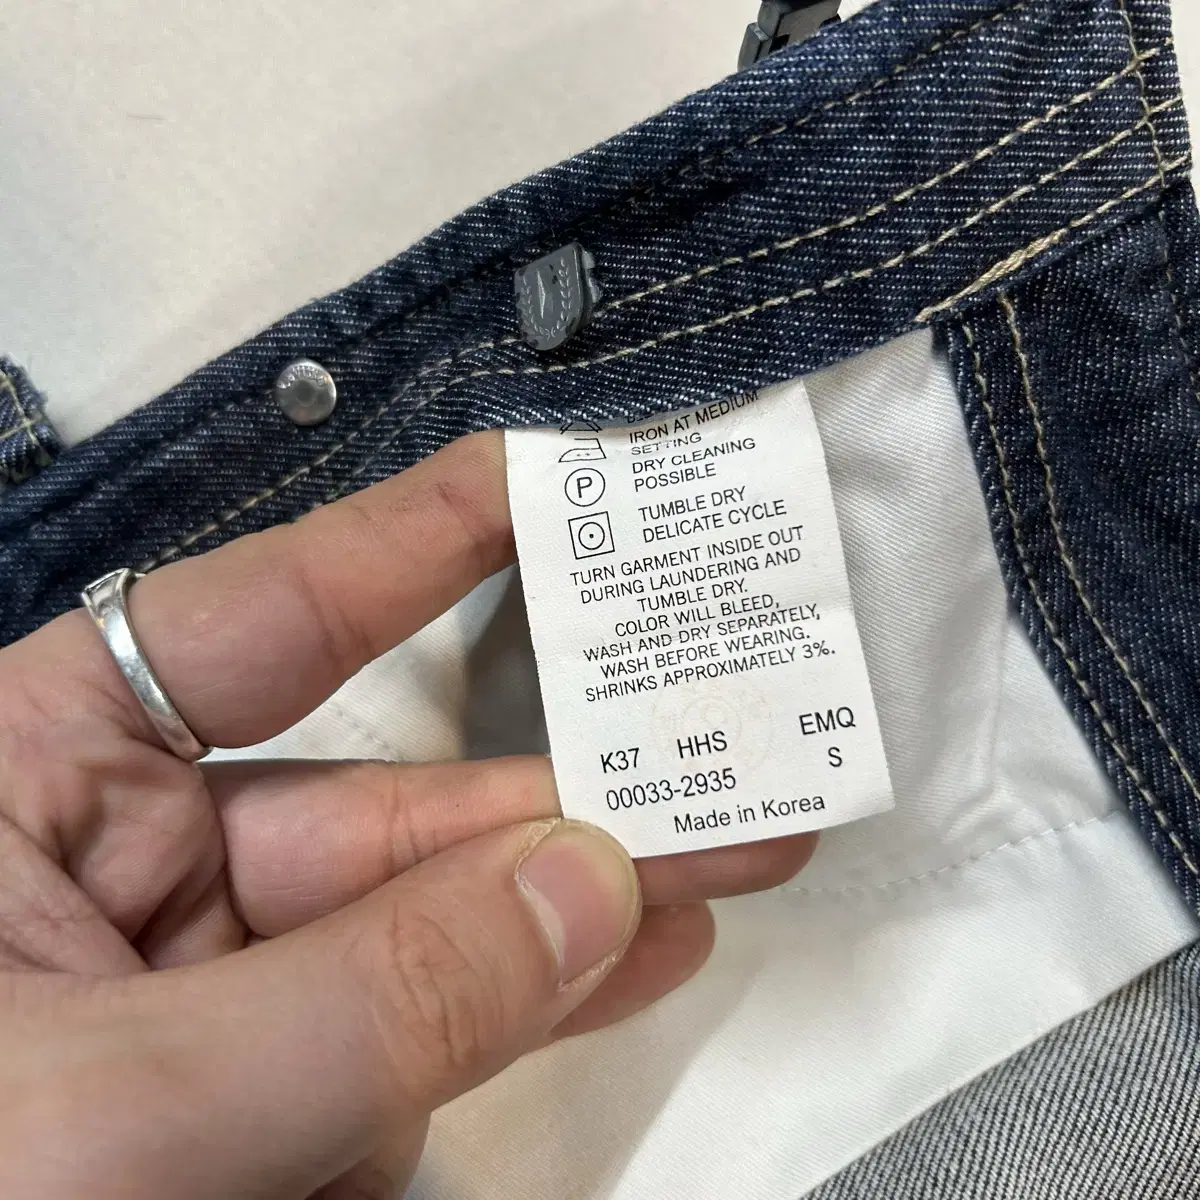 IRON AT MEDIUM
SETTING
P
DRY CLEANING
POSSIBLE
TUMBLE DRY
DELICATE CYCLE
TURN GARMENT INSIDE OUT
DURING LAUNDERING AND
TUMBLE DRY.
COLOR WILL BLEED,
WASH AND DRY SEPARATELY,
WASH BEFORE WEARING.
SHRINKS APPROXIMATELY 3%.
K37 HHS EMQ
00033-2935 S
Made in Korea